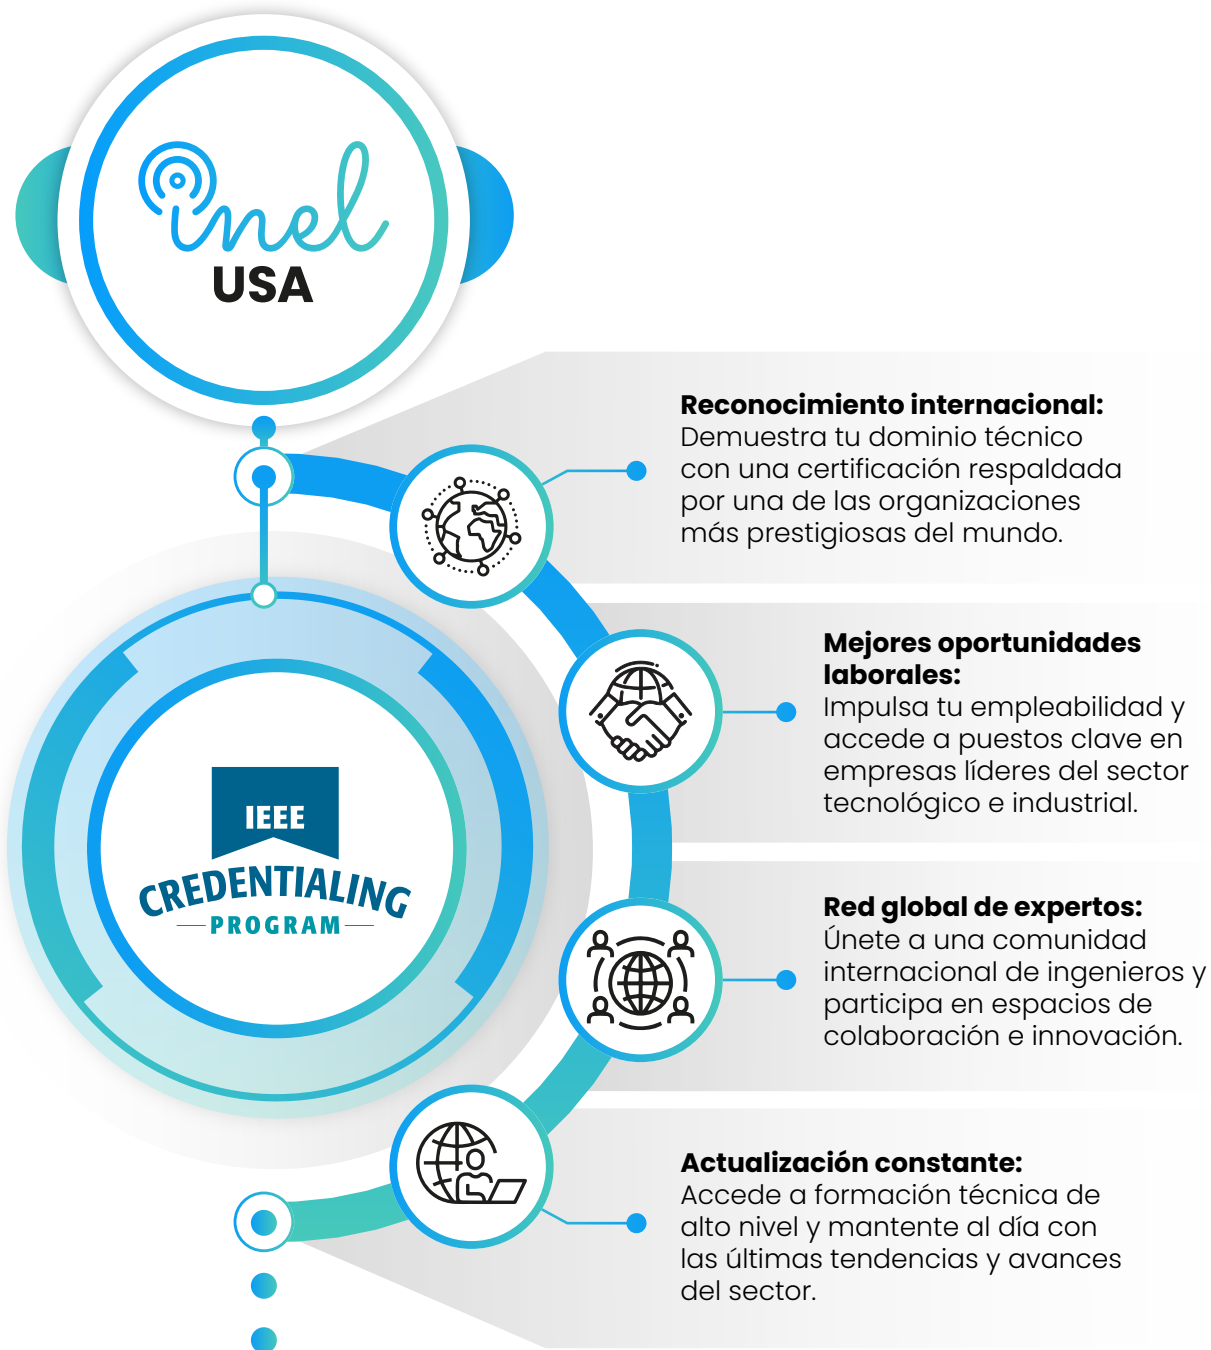 inel
USA
Reconocimiento internacional:
Demuestra tu dominio técnico
con una certificación respaldada
por una de las organizaciones
más prestigiosas del mundo.
Mejores oportunidades
laborales:
Impulsa tu empleabilidad y
accede a puestos clave en
empresas líderes del sector
tecnológico e industrial.
IEEE
CREDENTIALING
PROGRAM
Red global de expertos:
Únete a una comunidad
internacional de ingenieros y
participa en espacios de
colaboración e innovación.
Actualización constante:
Accede a formación técnica de
alto nivel y mantente al día con
las últimas tendencias y avances
del sector.